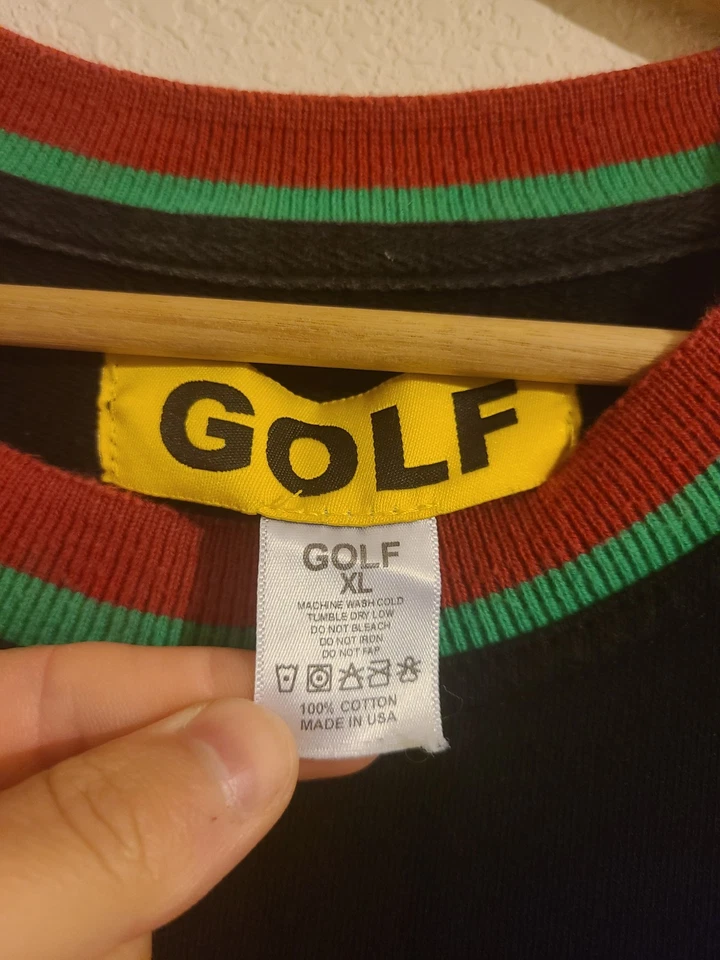 GOLF
GOLF
XL
MACHINE WASH COLD
TUMBLE DRY LOW
DO NOT BLEACH
DO NOT IRON
DO NOT FAP
100% COTTON
MADE IN USA